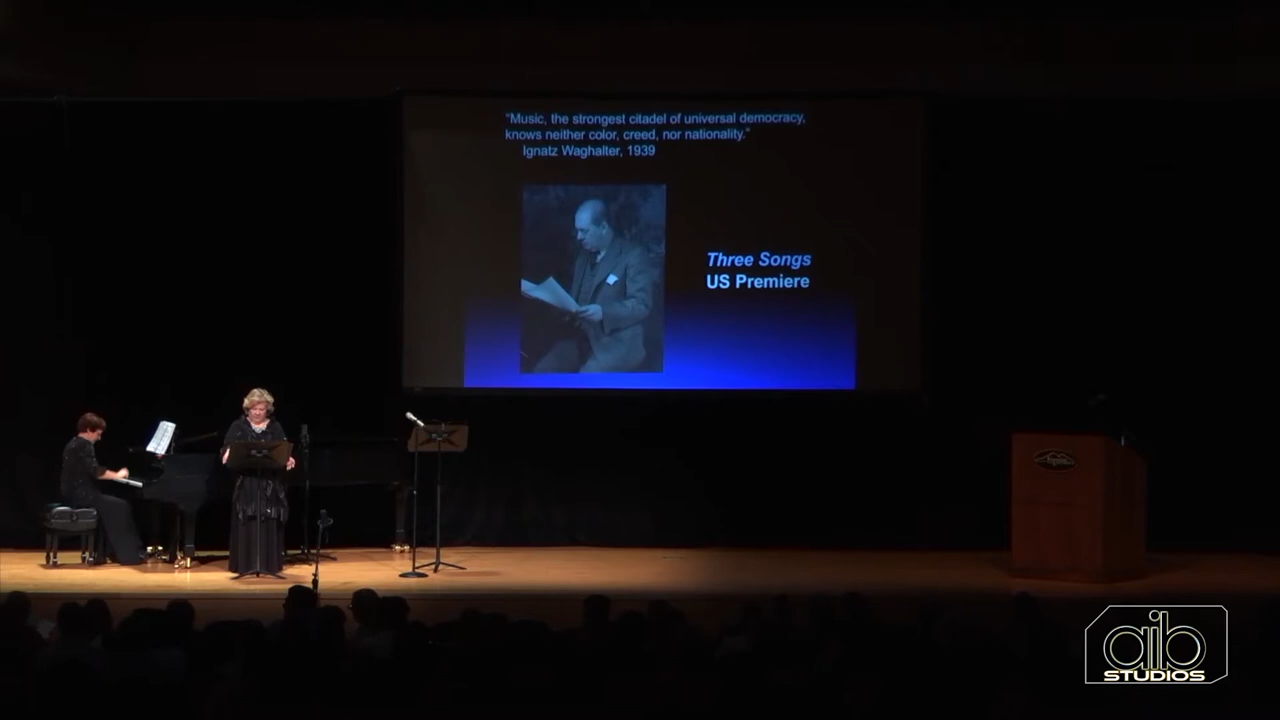 "Music, the strongest citadel of universal democracy,
knows neither color, creed, nor nationality."
Ignatz Waghalter, 1939
Three Songs
US Premiere
aib
STUDIOS